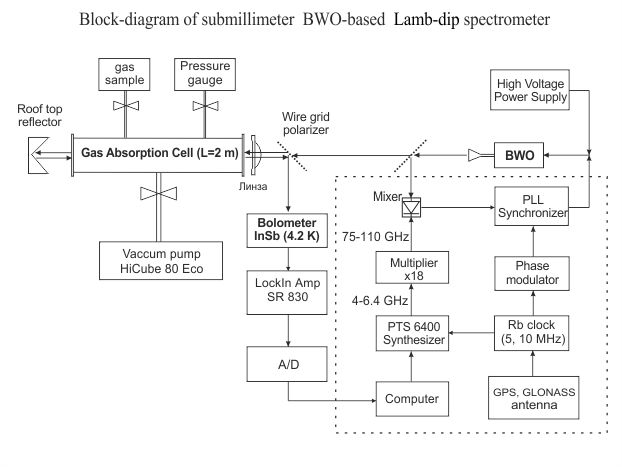 Block-diagram of submillimeter BWO-based Lamb-dip spectrometer
gas
sample
Pressure
gauge
High Voltage
Power Supply
Roof top
reflector
Wire grid
polarizer
Gas Absorption Cell (L=2 m)
BWO
Линза
Mixer
PLL
Synchronizer
Bolometer
InSb (4.2 K)
75-110 GHz
Vaccum pump
HiCube 80 Eco
Multiplier
x18
Phase
modulator
LockIn Amp
SR 830
4-6.4 GHz
PTS 6400
Synthesizer
Rb clock
(5, 10 MHz)
A/D
Computer
GPS, GLONASS
antenna